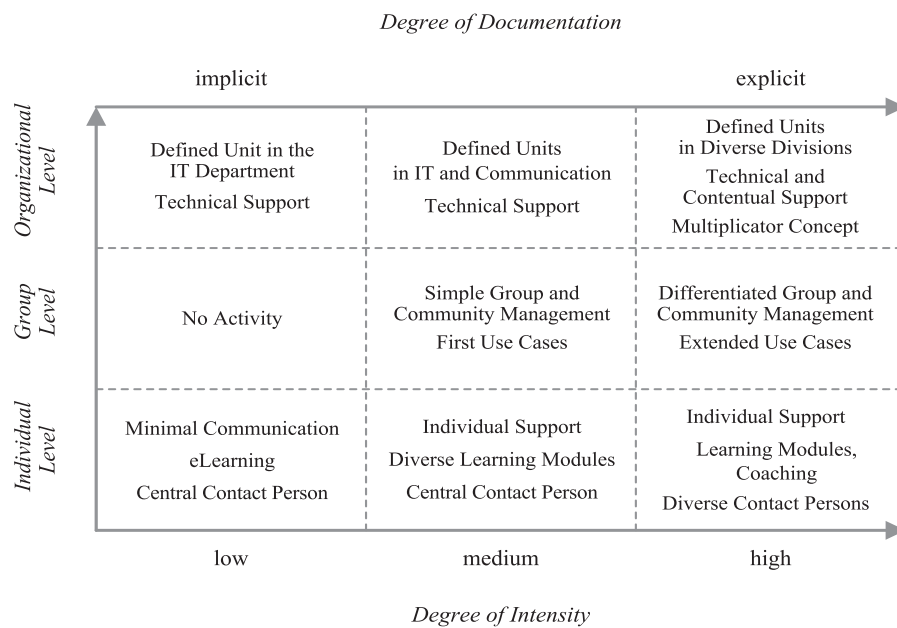 Degree of Documentation
implicit
explicit
Organizational
Level
Defined Unit in the
IT Department
Technical Support
Defined Units
in IT and Communication
Technical Support
Defined Units
in Diverse Divisions
Technical and
Contentual Support
Multiplicator Concept
Group
Level
No Activity
Simple Group and
Community Management
First Use Cases
Differentiated Group and
Community Management
Extended Use Cases
Individual
Level
Minimal Communication
eLearning
Central Contact Person
Individual Support
Diverse Learning Modules
Central Contact Person
Individual Support
Learning Modules,
Coaching
Diverse Contact Persons
low
medium
high
Degree of Intensity